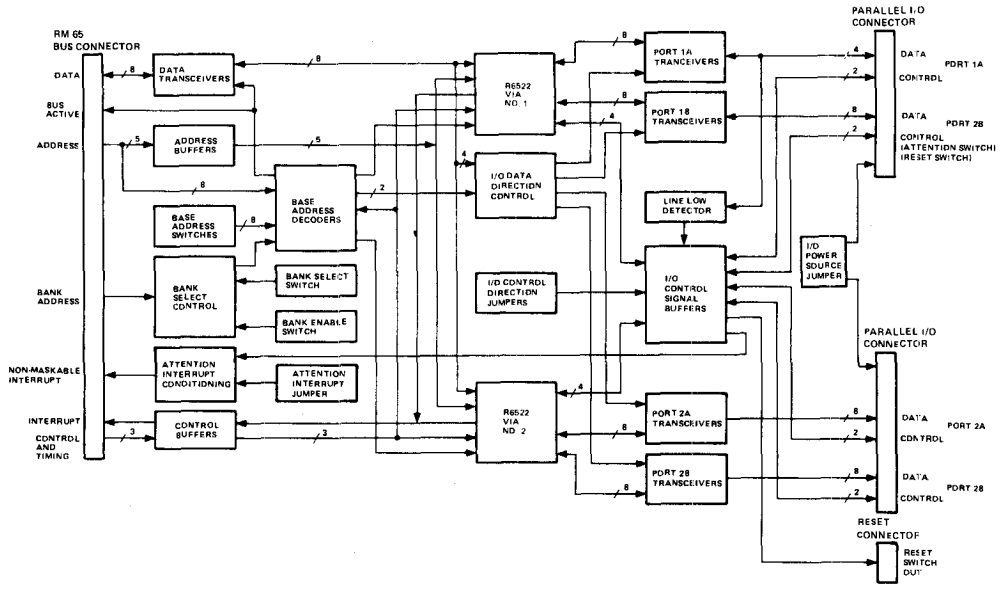 RM 65
BUS CONNECTOR
DATA
8
DATA
TRANSCEIVERS
8
BUS
ACTIVE
ADDRESS
5
ADDRESS
BUFFERS
5
8
BASE
ADDRESS
SWITCHES
8
BASE
ADDRESS
DECODERS
2
BANK
ADDRESS
BANK
SELECT
CONTROL
BANK SELECT
SWITCH
BANK ENABLE
SWITCH
NON-MASKABLE
INTERRUPT
ATTENTION
INTERRUPT
CONDITIONING
ATTENTION
INTERRUPT
JUMPER
INTERRUPT
CONTROL
AND
TIMING
3
CONTROL
BUFFERS
3
R6522
VIA
NO. 1
8
8
4
4
I/O DATA
DIRECTION
CONTROL
I/O CONTROL
DIRECTION
JUMPERS
R6522
VIA
NO. 2
4
8
8
PORT 1A
TRANCEIVERS
PORT 1B
TRANSCEIVERS
LINE LOW
DETECTOR
I/O
CONTROL
SIGNAL
BUFFERS
PORT 2A
TRANSCEIVERS
PORT 2B
TRANSCEIVERS
I/O
POWER
SOURCE
JUMPER
PARALLEL I/O
CONNECTOR
4
DATA
PORT 1A
2
CONTROL
8
DATA
PORT 2B
2
CONTROL
(ATTENTION SWITCH)
(RESET SWITCH)
PARALLEL I/O
CONNECTOR
8
DATA
PORT 2A
2
CONTROL
8
DATA
PORT 2B
2
CONTROL
RESET
CONNECTOR
RESET
SWITCH
OUT